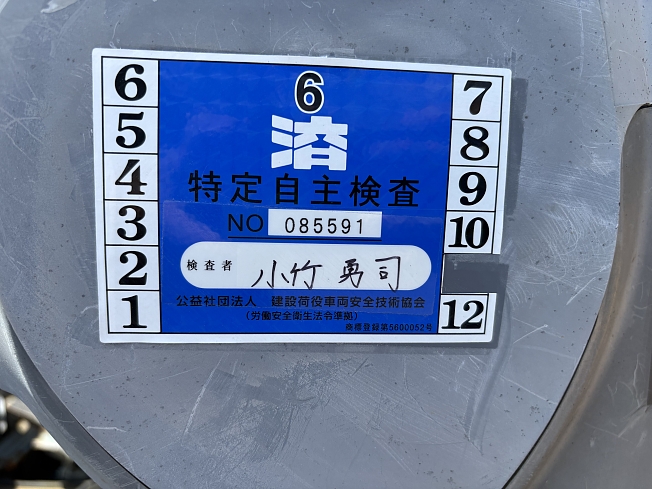 6
済
特定自主検査
NO 085591
検査者 小竹 勇司
公益社団法人 建設荷役車両安全技術協会
(労働安全衛生法令準拠)
商標登録第5600052号
6
5
4
3
2
1
7
8
9
10
12